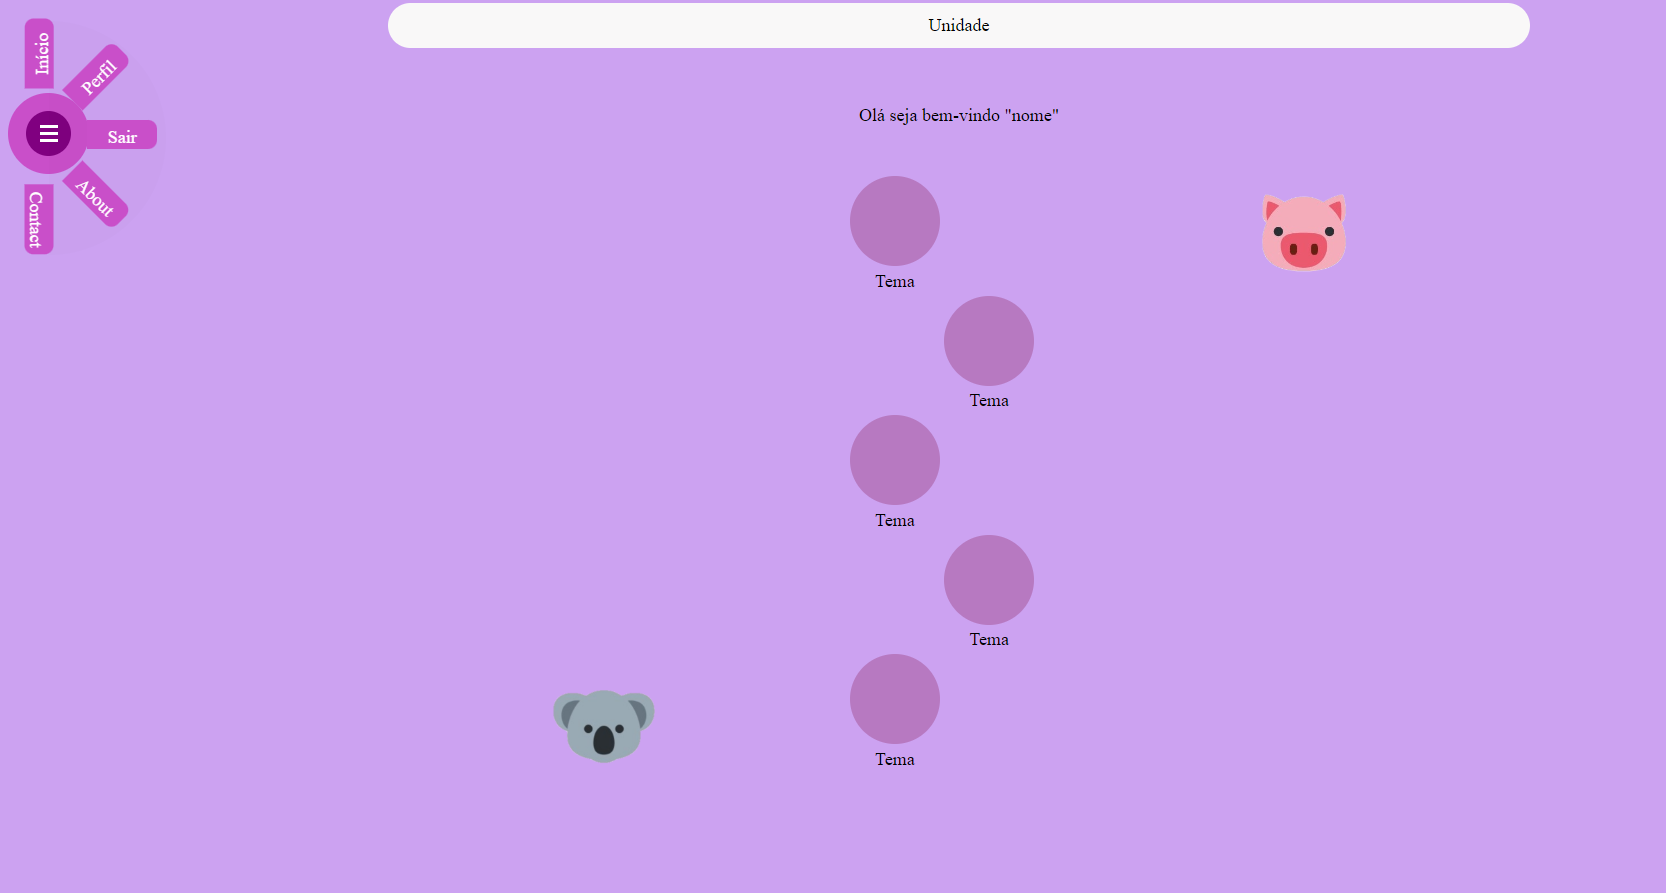 Unidade
Início
Perfil
Sair
About
Contact
Olá seja bem-vindo "nome"
Tema
Tema
Tema
Tema
Tema